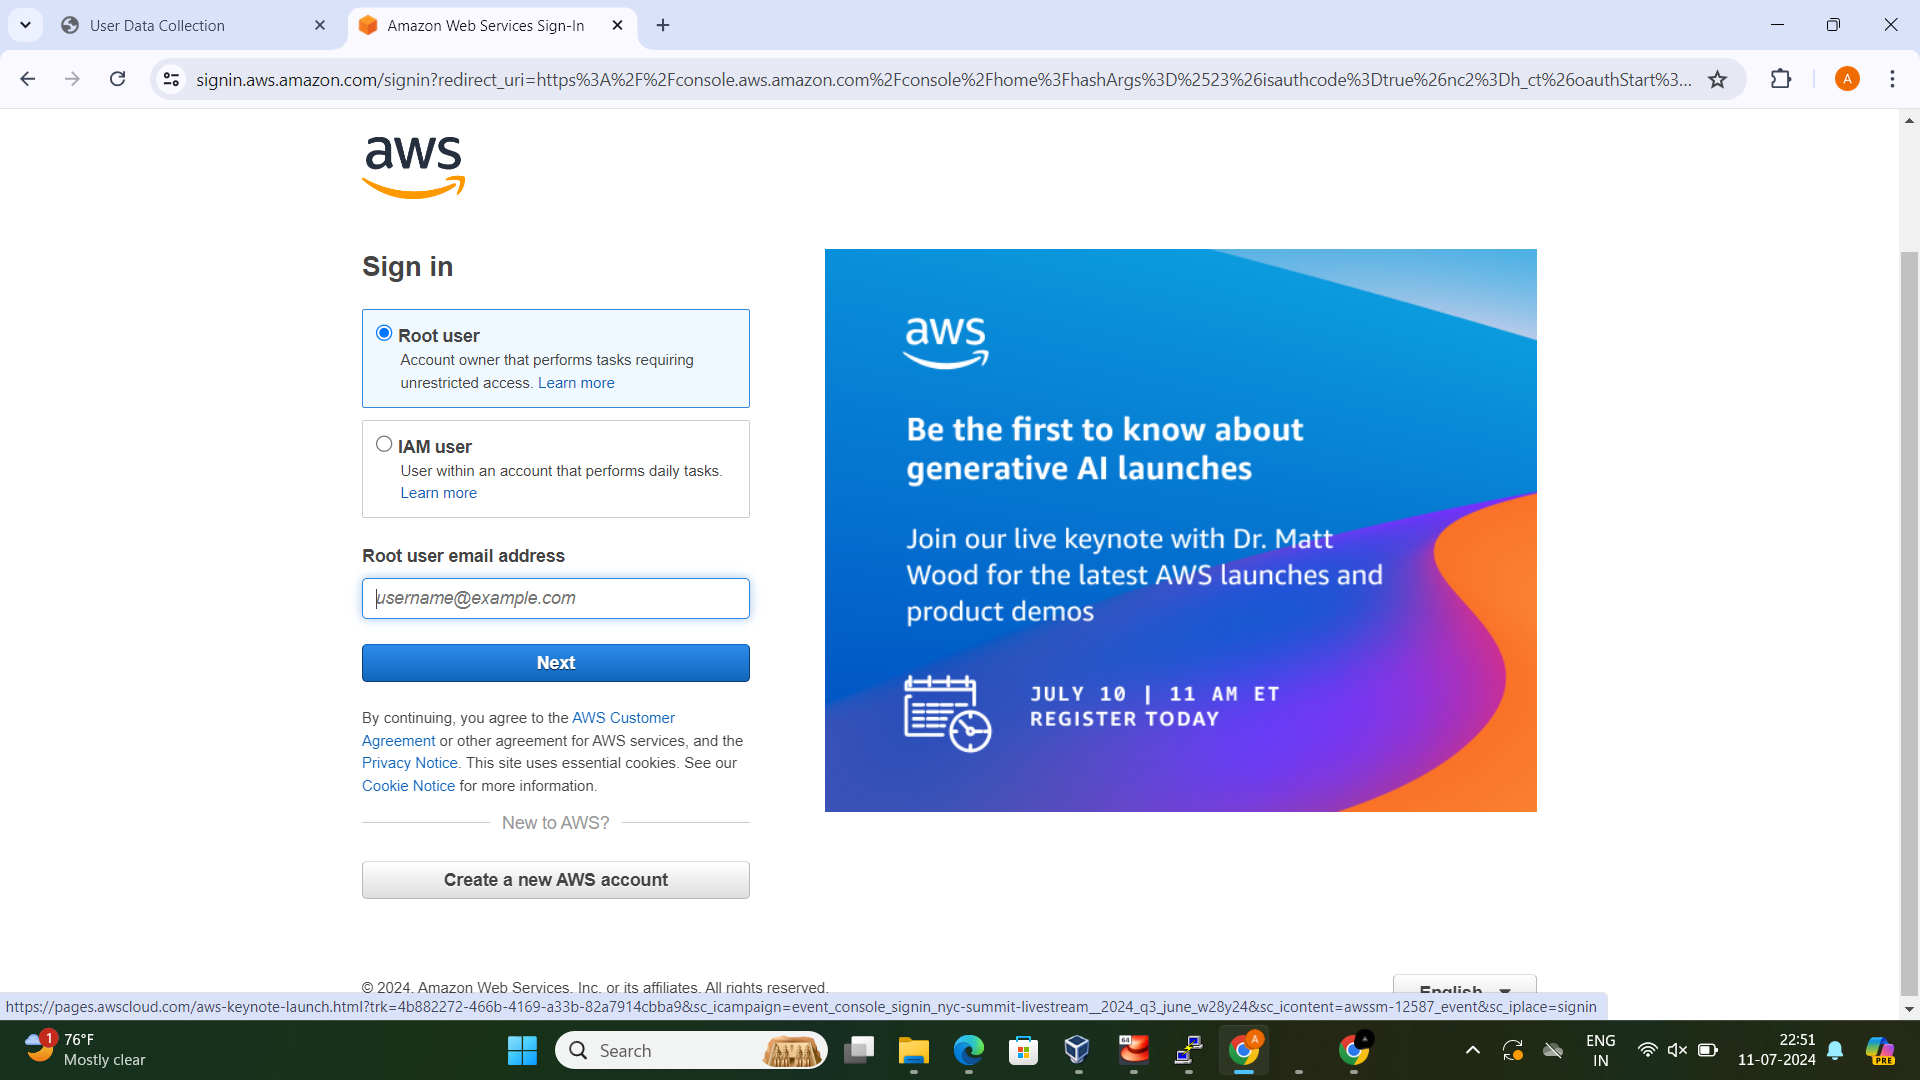 User Data Collection
Amazon Web Services Sign-In
signin.aws.amazon.com/signin?redirect_uri=https%3A%2F%2Fconsole.aws.amazon.com%2Fconsole%2Fhome%3FhashArgs%3D%2523%26isauthcode%3Dtrue%26nc2%3Dh_ct%26oauthStart%3...
A
aws
Sign in
Root user
Account owner that performs tasks requiring
unrestricted access. Learn more
IAM user
User within an account that performs daily tasks.
Learn more
Root user email address
username@example.com
Next
By continuing, you agree to the AWS Customer
Agreement or other agreement for AWS services, and the
Privacy Notice. This site uses essential cookies. See our
Cookie Notice for more information.
New to AWS?
Create a new AWS account
aws
Be the first to know about
generative AI launches
Join our live keynote with Dr. Matt
Wood for the latest AWS launches and
product demos
JULY 10 | 11 AM ET
REGISTER TODAY
© 2024, Amazon Web Services, Inc. or its affiliates. All rights reserved.
English
https://pages.awscloud.com/aws-keynote-launch.html?trk=4b882272-466b-4169-a33b-82a7914cbba9&sc_icampaign=event_console_signin_nyc-summit-livestream__2024_q3_june_w28y24&sc_icontent=awssm-12587_event&sc_iplace=signin
1
76°F
Mostly clear
Search
64
A
ENG
IN
22:51
11-07-2024
PRE